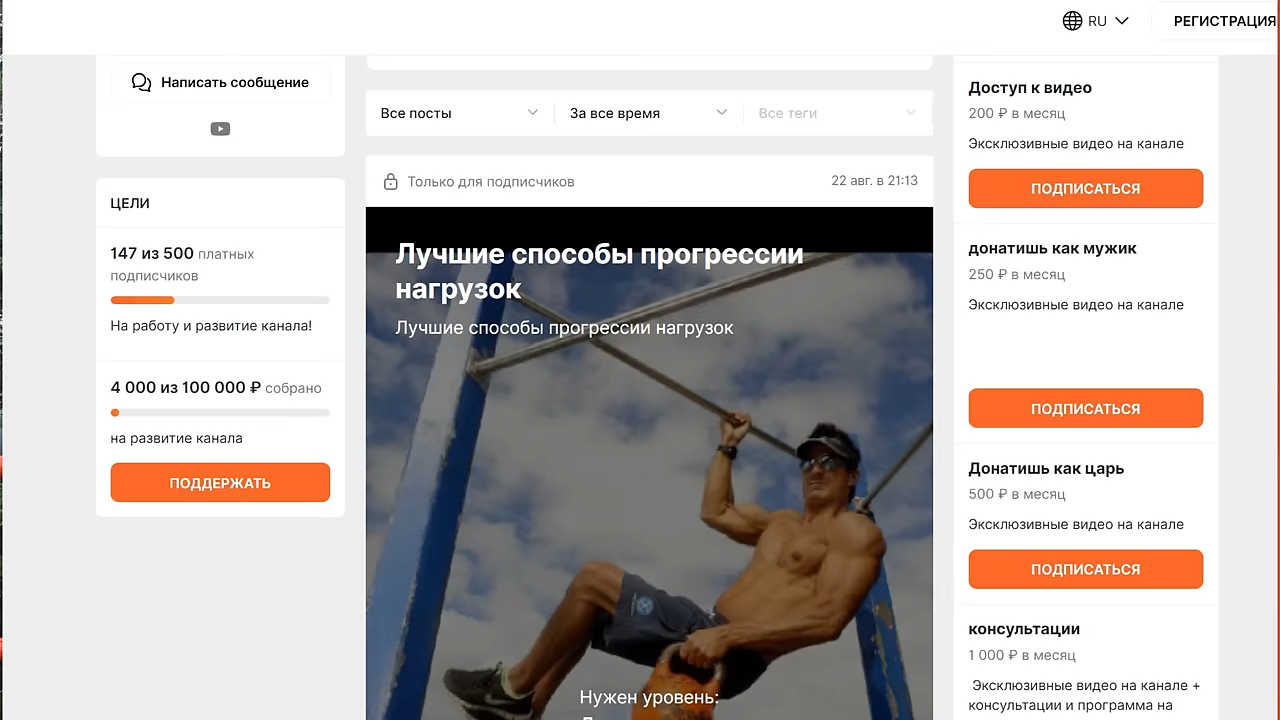 RU
РЕГИСТРАЦИЯ
Написать сообщение
ЦЕЛИ
147 из 500 платных
подписчиков
На работу и развитие канала!
4 000 из 100 000 ₽ собрано
на развитие канала
ПОДДЕРЖАТЬ
Все посты
За все время
Все теги
Только для подписчиков
22 авг. в 21:13
Лучшие способы прогрессии
нагрузок
Лучшие способы прогрессии нагрузок
Нужен уровень:
Доступ к видео
200 ₽ в месяц
Эксклюзивные видео на канале
ПОДПИСАТЬСЯ
донатишь как мужик
250 ₽ в месяц
Эксклюзивные видео на канале
ПОДПИСАТЬСЯ
Донатишь как царь
500 ₽ в месяц
Эксклюзивные видео на канале
ПОДПИСАТЬСЯ
консультации
1 000 ₽ в месяц
Эксклюзивные видео на канале +
консультации и программа на